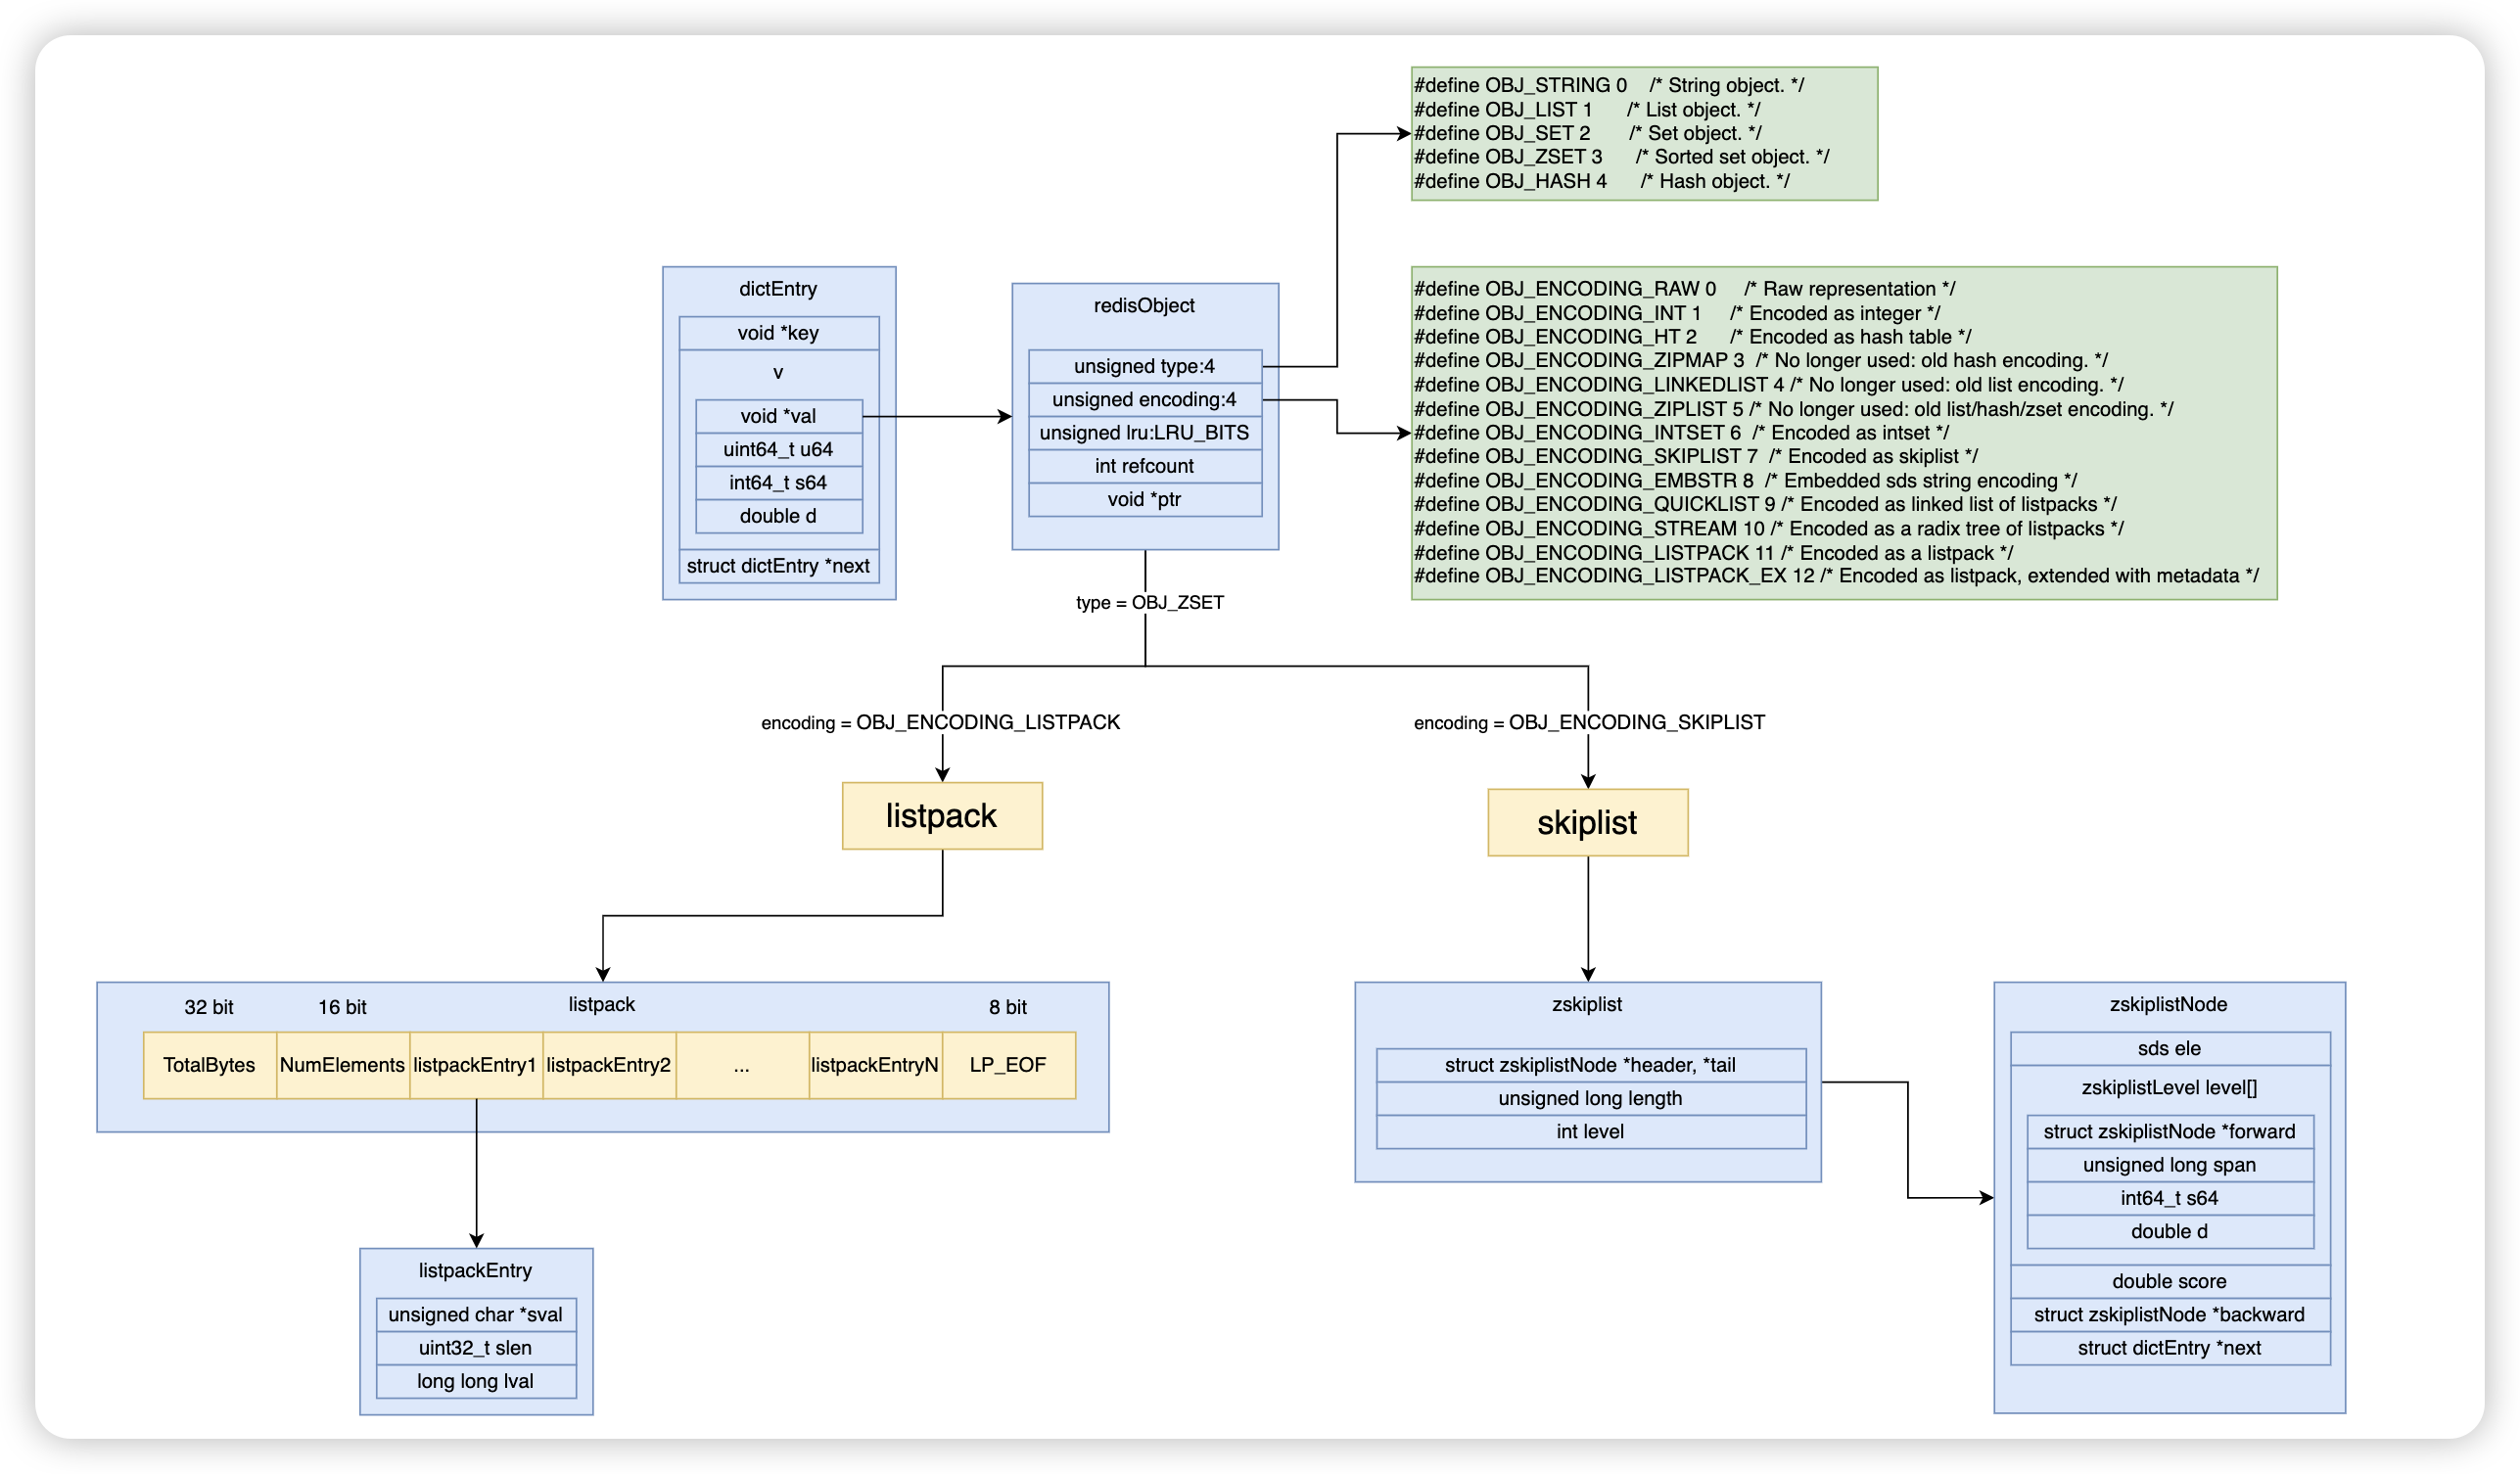 #define OBJ_STRING 0 /* String object. */
#define OBJ_LIST 1 /* List object. */
#define OBJ_SET 2 /* Set object. */
#define OBJ_ZSET 3 /* Sorted set object. */
#define OBJ_HASH 4 /* Hash object. */
dictEntry
void *key
v
void *val
uint64_t u64
int64_t s64
double d
struct dictEntry *next
redisObject
unsigned type:4
unsigned encoding:4
unsigned lru:LRU_BITS
int refcount
void *ptr
#define OBJ_ENCODING_RAW 0 /* Raw representation */
#define OBJ_ENCODING_INT 1 /* Encoded as integer */
#define OBJ_ENCODING_HT 2 /* Encoded as hash table */
#define OBJ_ENCODING_ZIPMAP 3 /* No longer used: old hash encoding. */
#define OBJ_ENCODING_LINKEDLIST 4 /* No longer used: old list encoding. */
#define OBJ_ENCODING_ZIPLIST 5 /* No longer used: old list/hash/zset encoding. */
#define OBJ_ENCODING_INTSET 6 /* Encoded as intset */
#define OBJ_ENCODING_SKIPLIST 7 /* Encoded as skiplist */
#define OBJ_ENCODING_EMBSTR 8 /* Embedded sds string encoding */
#define OBJ_ENCODING_QUICKLIST 9 /* Encoded as linked list of listpacks */
#define OBJ_ENCODING_STREAM 10 /* Encoded as a radix tree of listpacks */
#define OBJ_ENCODING_LISTPACK 11 /* Encoded as a listpack */
#define OBJ_ENCODING_LISTPACK_EX 12 /* Encoded as listpack, extended with metadata */
type = OBJ_ZSET
encoding = OBJ_ENCODING_LISTPACK
encoding = OBJ_ENCODING_SKIPLIST
listpack
skiplist
32 bit
16 bit
listpack
8 bit
TotalBytes
NumElements
listpackEntry1
listpackEntry2
...
listpackEntryN
LP_EOF
listpackEntry
unsigned char *sval
uint32_t slen
long long lval
zskiplist
struct zskiplistNode *header, *tail
unsigned long length
int level
zskiplistNode
sds ele
zskiplistLevel level[]
struct zskiplistNode *forward
unsigned long span
int64_t s64
double d
double score
struct zskiplistNode *backward
struct dictEntry *next